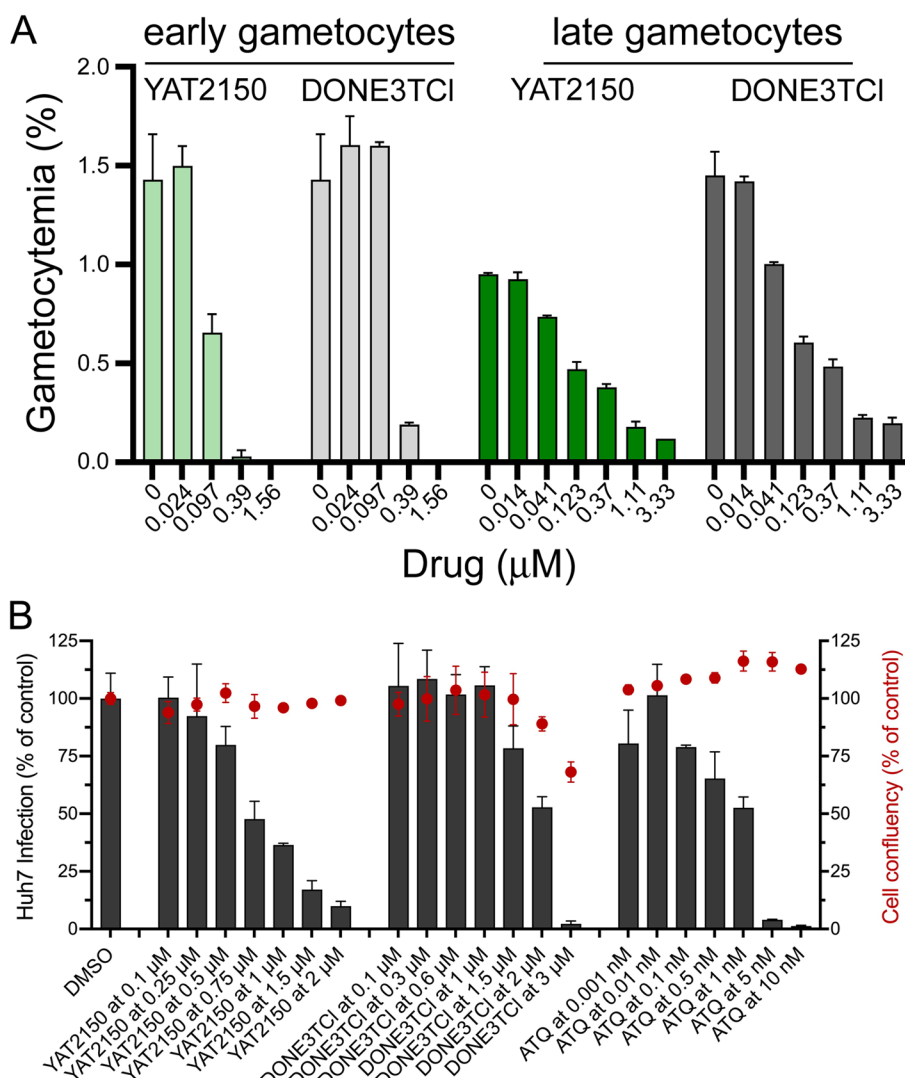 A
early gametocytes
late gametocytes
YAT2150
DONE3TCl
YAT2150
DONE3TCl
Gametocytemia (%)
2.0
1.5
1.0
0.5
0.0
0 0.024 0.097 0.39 1.56
0 0.024 0.097 0.39 1.56
0 0.014 0.041 0.123 0.37 1.11 3.33
0 0.014 0.041 0.123 0.37 1.11 3.33
Drug (μM)
B
Huh7 Infection (% of control)
125
100
75
50
25
0
125
100
75
50
25
0
Cell confluency (% of control)
DMSO
YAT2150 at 0.1 μM
YAT2150 at 0.25 μM
YAT2150 at 0.5 μM
YAT2150 at 0.75 μM
YAT2150 at 1 μM
YAT2150 at 1.5 μM
YAT2150 at 2 μM
DONE3TCl at 0.1 μM
DONE3TCl at 0.3 μM
DONE3TCl at 0.6 μM
DONE3TCl at 1 μM
DONE3TCl at 1.5 μM
DONE3TCl at 2 μM
DONE3TCl at 3 μM
ATQ at 0.001 nM
ATQ at 0.01 nM
ATQ at 0.1 nM
ATQ at 0.5 nM
ATQ at 1 nM
ATQ at 5 nM
ATQ at 10 nM